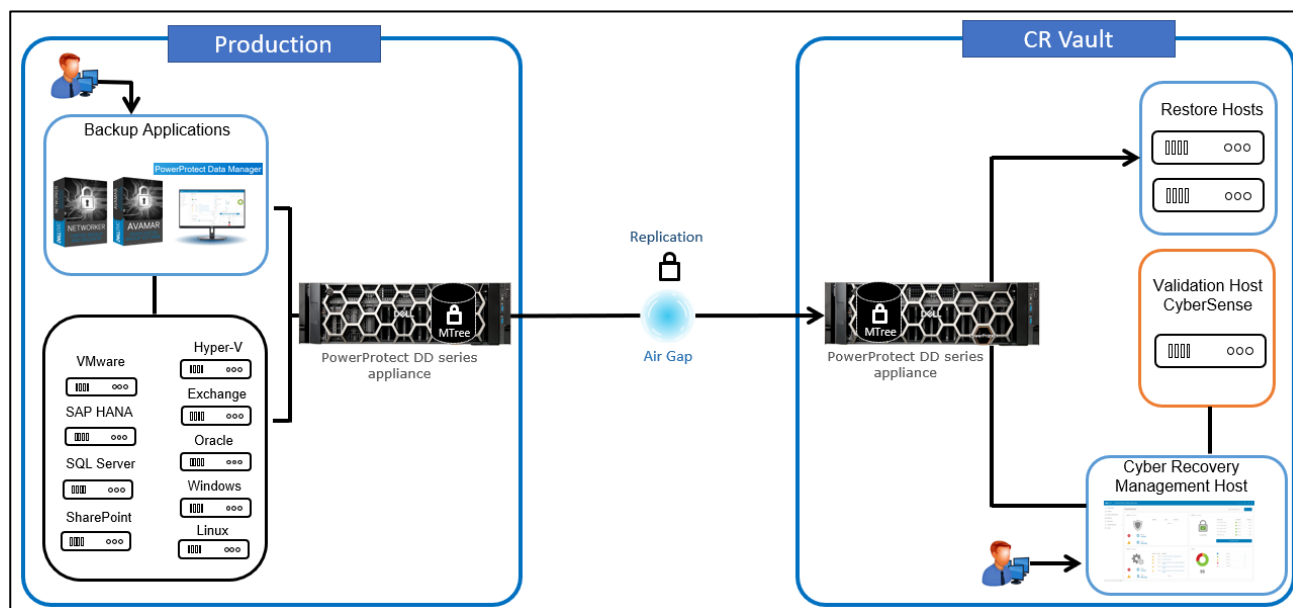 Production
CR Vault
Backup Applications
PowerProtect Data Manager
NETWORKER
AVAMAR
VMware
SAP HANA
SQL Server
SharePoint
Hyper-V
Exchange
Oracle
Windows
Linux
DELL
MTree
PowerProtect DD series
appliance
Replication
Air Gap
MTree
PowerProtect DD series
appliance
Restore Hosts
Validation Host
CyberSense
Cyber Recovery
Management Host